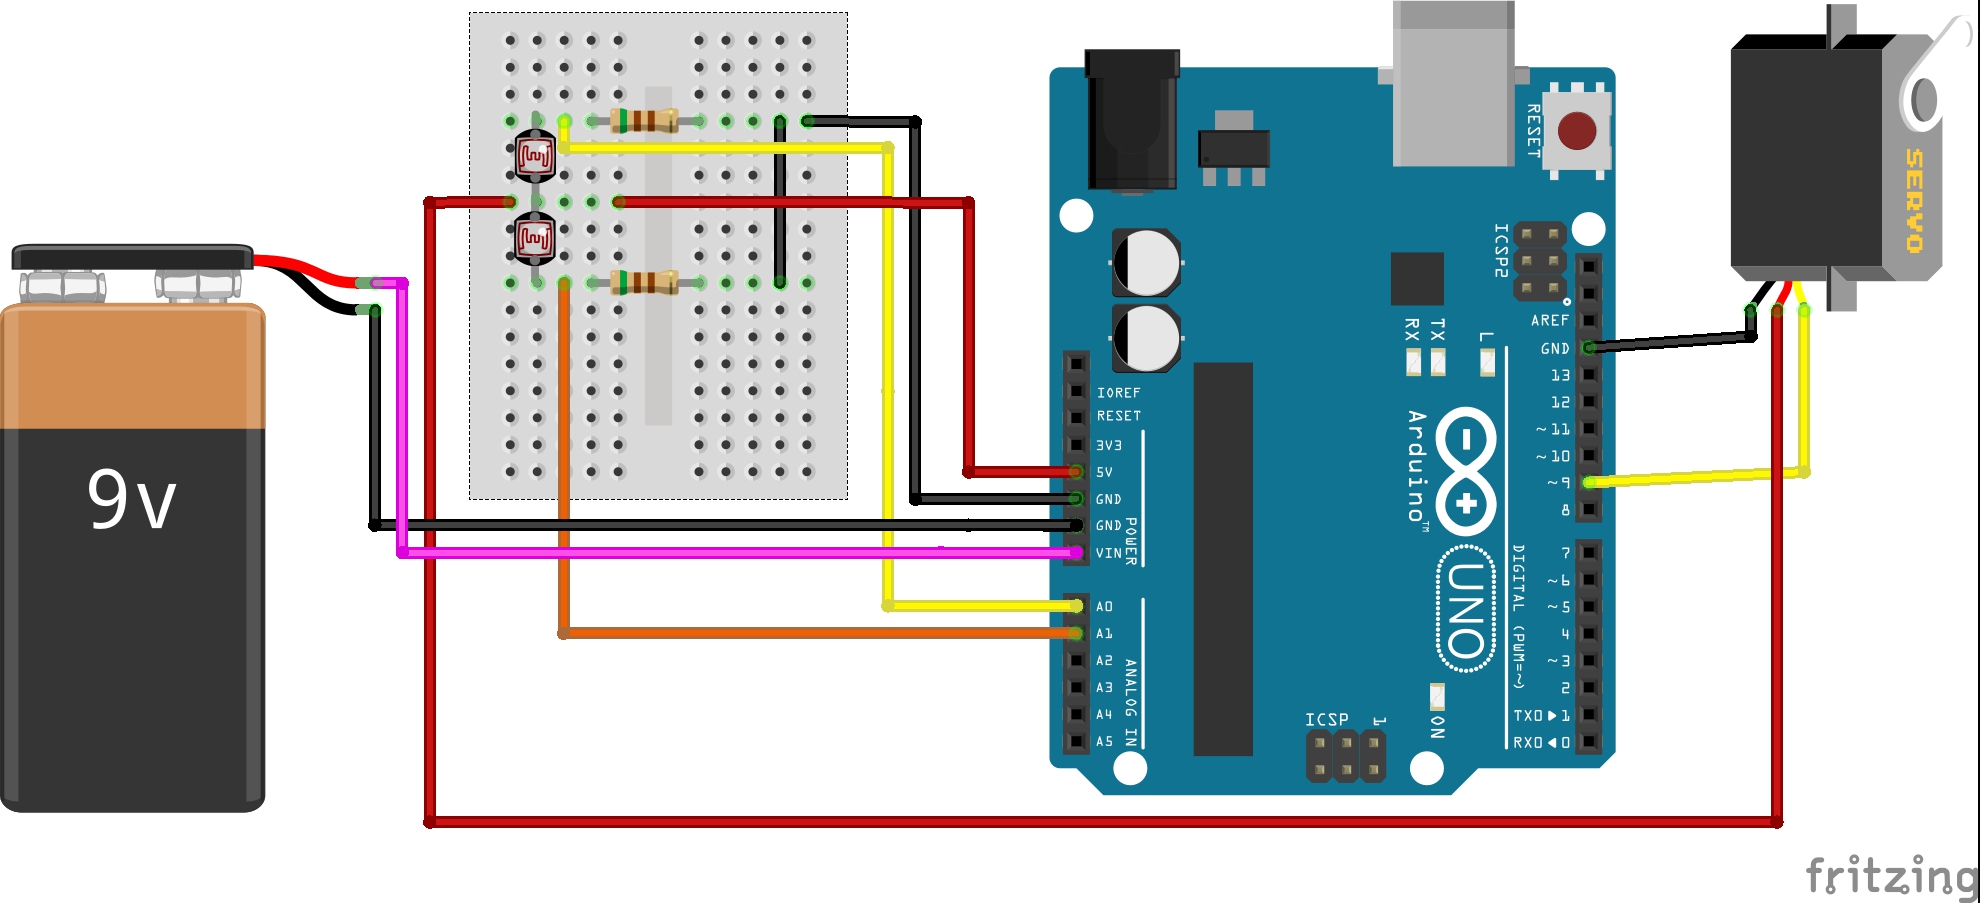 9v
RESET
ICSP2
SERVO
AREF
GND
13
12
~11
~10
~9
8
RX
TX
L
IOREF
RESET
3V3
5V
GND
GND
VIN
POWER
Arduino™
UNO
DIGITAL (PWM=~)
7
~6
~5
4
~3
2
TX0▶1
RX0◀0
A0
A1
A2
A3
A4
A5
ANALOG IN
ICSP
1
ON
fritzing